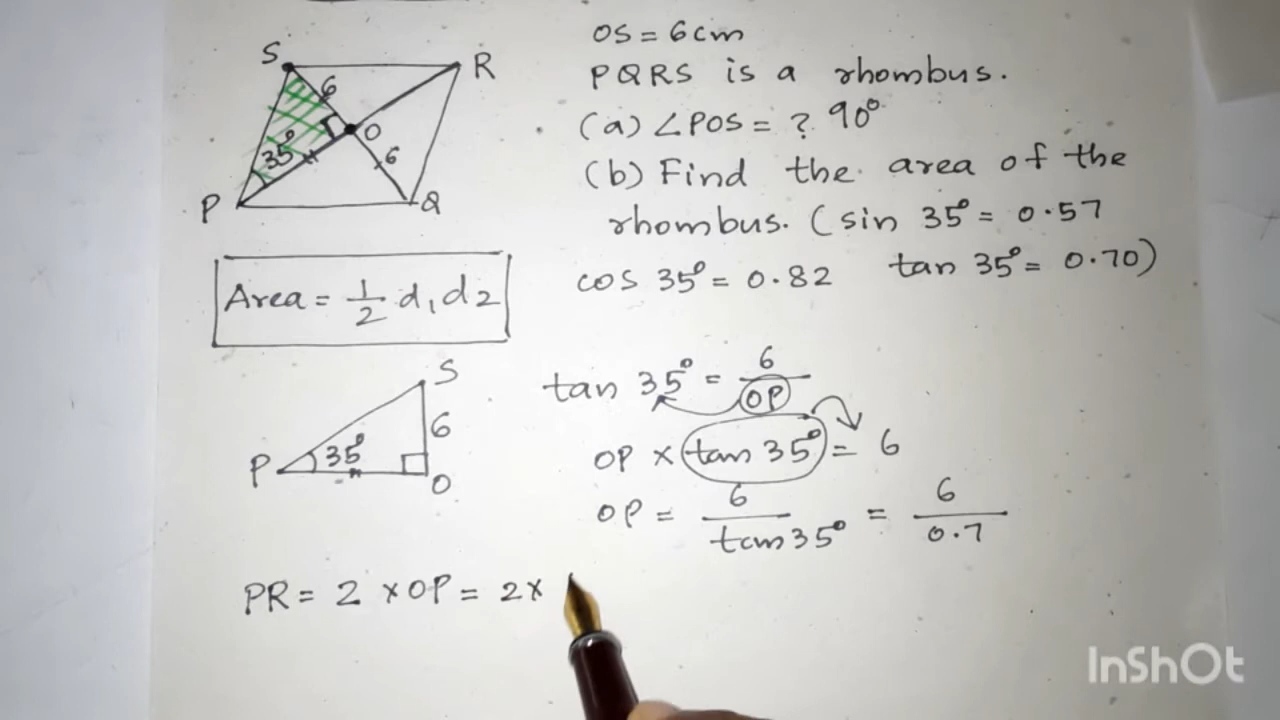 S
R
6
O
35°
6
P
Q
OS = 6cm
PQRS is a rhombus.
(a) ∠POS = ? 90°
(b) Find the area of the
rhombus. (sin 35° = 0.57
cos 35° = 0.82 tan 35° = 0.70)
Area = 1/2 d₁d₂
S
6
P 35°
O
tan 35° = 6/OP
OP × tan 35° = 6
OP = 6/tan 35° = 6/0.7
PR = 2 × OP = 2×
InShOt